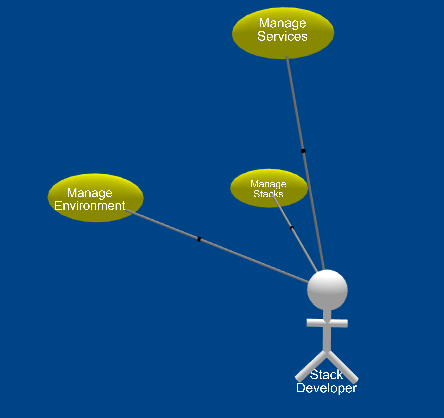 Manage
Services
Manage
Stacks
Manage
Environment
Stack
Developer